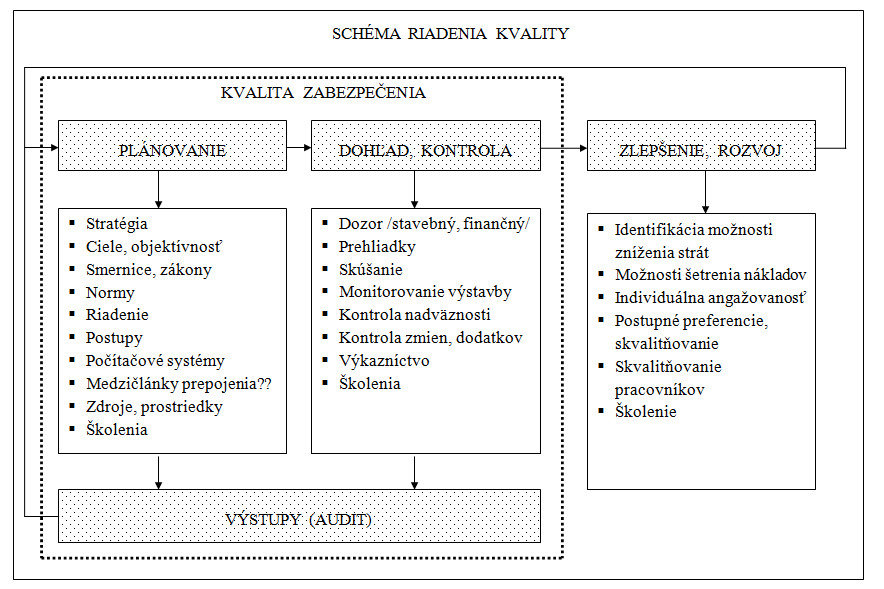 SCHÉMA RIADENIA KVALITY
KVALITA ZABEZPEČENIA
PLÁNOVANIE
DOHĽAD, KONTROLA
ZLEPŠENIE, ROZVOJ
▪ Stratégia
▪ Ciele, objektívnosť
▪ Smernice, zákony
▪ Normy
▪ Riadenie
▪ Postupy
▪ Počítačové systémy
▪ Medzičlánky prepojenia??
▪ Zdroje, prostriedky
▪ Školenia
▪ Dozor /stavebný, finančný/
▪ Prehliadky
▪ Skúšanie
▪ Monitorovanie výstavby
▪ Kontrola nadväznosti
▪ Kontrola zmien, dodatkov
▪ Výkazníctvo
▪ Školenia
▪ Identifikácia možnosti
zníženia strát
▪ Možnosti šetrenia nákladov
▪ Individuálna angažovanosť
▪ Postupné preferencie,
skvalitňovanie
▪ Skvalitňovanie
pracovníkov
▪ Školenie
VÝSTUPY (AUDIT)